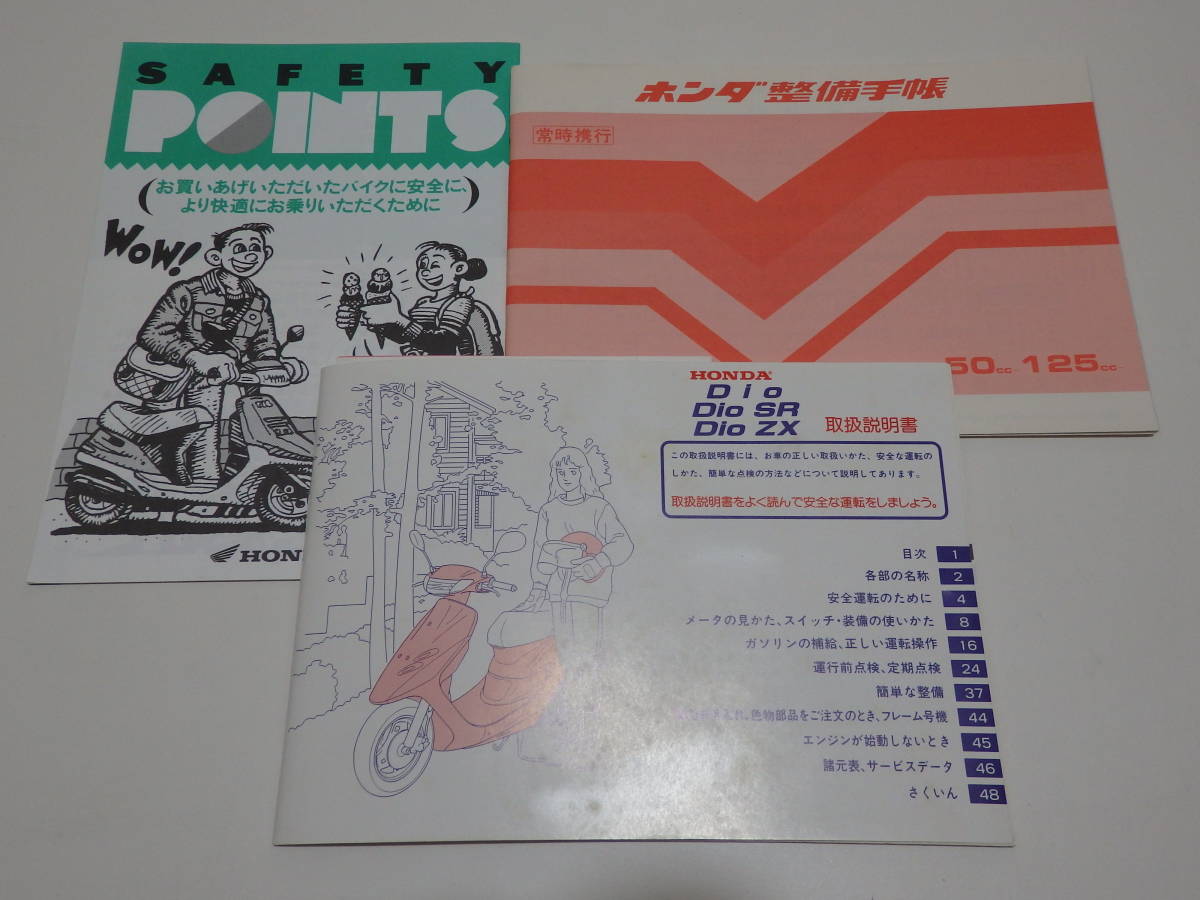 SAFETY
POINTS
お買いあげいただいたバイクに安全に、
より快適にお乗りいただくために
WOW!
HON
ホンダ整備手帳
常時携行
50cc-125cc
HONDA
Dio
Dio SR
Dio ZX
取扱説明書
この取扱説明書には、お車の正しい取扱いかた、安全な運転の
しかた、簡単な点検の方法などについて説明してあります。
取扱説明書をよく読んで安全な運転をしましょう。
目次 1
各部の名称 2
安全運転のために 4
メータの見かた、スイッチ・装備の使いかた 8
ガソリンの補給、正しい運転操作 16
運行前点検、定期点検 24
簡単な整備 37
色物部品をご注文のとき、フレーム号機 44
エンジンが始動しないとき 45
諸元表、サービスデータ 46
さくいん 48